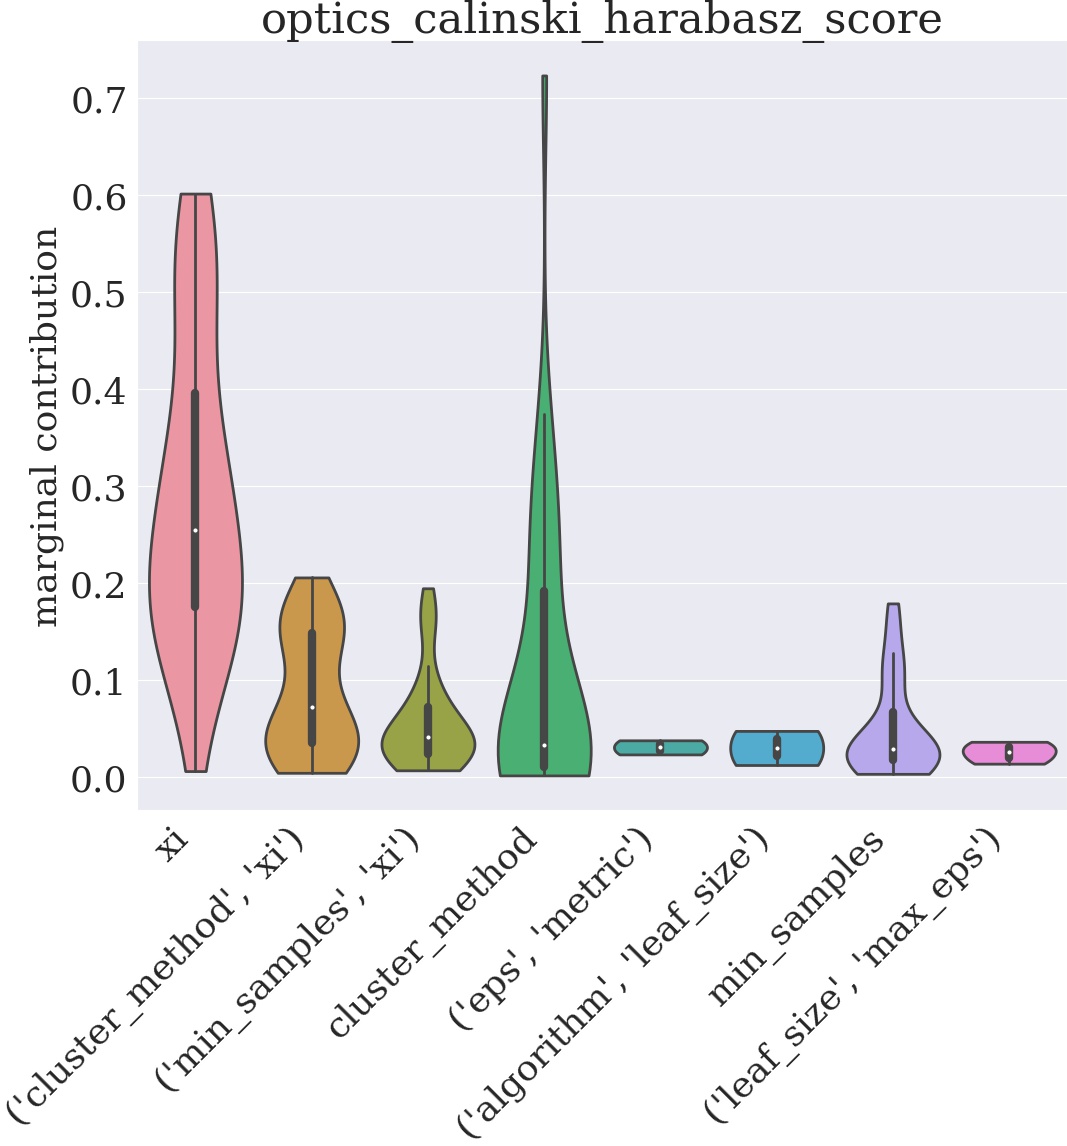 optics_calinski_harabasz_score
marginal contribution
0.7
0.6
0.5
0.4
0.3
0.2
0.1
0.0
xi
('cluster_method', 'xi')
('min_samples', 'xi')
cluster_method
('eps', 'metric')
('algorithm', 'leaf_size')
min_samples
('leaf_size', 'max_eps')